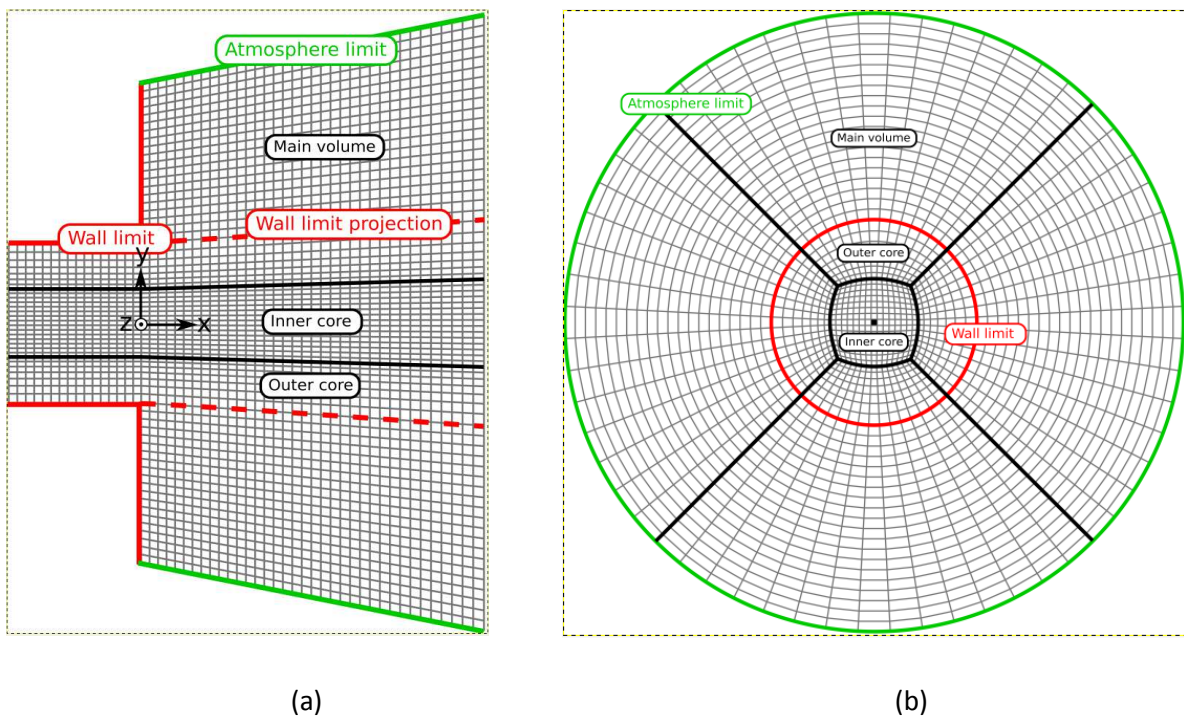 Atmosphere limit
Main volume
Wall limit
Wall limit projection
y
z
x
Inner core
Outer core
(a)
Atmosphere limit
Main volume
Outer core
Wall limit
Inner core
(b)